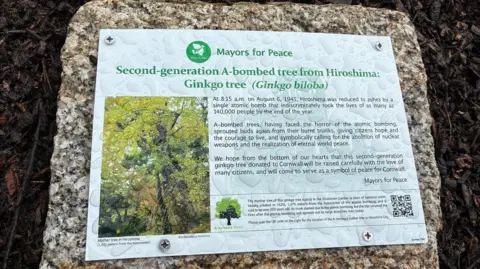 Mayors for Peace
Second-generation A-bombed tree from Hiroshima:
Ginkgo tree (Ginkgo biloba)
At 8:15 a.m. on August 6, 1945, Hiroshima was reduced to ashes by a
single atomic bomb that indiscriminately took the lives of as many as
140,000 people by the end of the year.
A-bombed trees, having faced the horror of the atomic bombing,
sprouted buds again from their burnt trunks, giving citizens hope and
the courage to live, and symbolically calling for the abolition of nuclear
weapons and the realization of eternal world peace.
We hope from the bottom of our hearts that this second-generation
ginkgo tree donated to Cornwall will be raised carefully with the love of
many citizens, and will come to serve as a symbol of peace for Cornwall.
Mayors for Peace